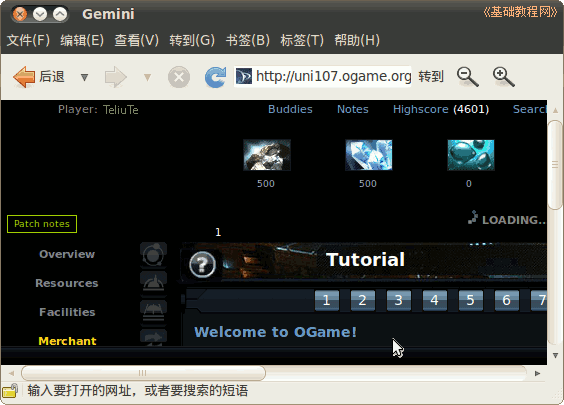 Gemini
《基础教程网》
文件(F) 编辑(E) 查看(V) 转到(G) 书签(B) 标签(T) 帮助(H)
后退 http://uni107.ogame.org 转到
Player: TeliuTe Buddies Notes Highscore (4601) Search
500 500 0
Patch notes
LOADING...
1
Overview
Tutorial
Resources
1 2 3 4 5 6 7
Facilities
Welcome to OGame!
Merchant
输入要打开的网址，或者要搜索的短语